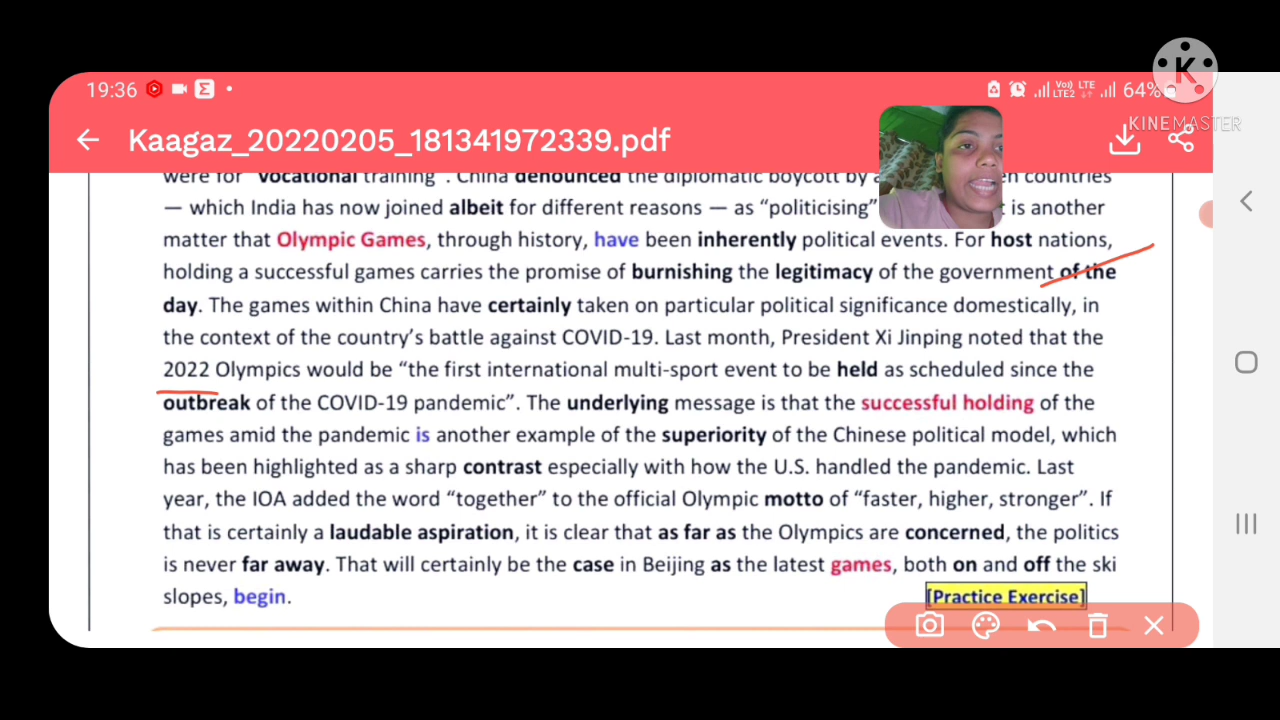 19:36 Vo)) LTE LTE2 64%
KINEMASTER
Kaagaz_20220205_181341972339.pdf
were for "vocational training". China denounced the diplomatic boycott by countries
— which India has now joined albeit for different reasons — as "politicising" is another
matter that Olympic Games, through history, have been inherently political events. For host nations,
holding a successful games carries the promise of burnishing the legitimacy of the government of the
day. The games within China have certainly taken on particular political significance domestically, in
the context of the country's battle against COVID-19. Last month, President Xi Jinping noted that the
2022 Olympics would be "the first international multi-sport event to be held as scheduled since the
outbreak of the COVID-19 pandemic". The underlying message is that the successful holding of the
games amid the pandemic is another example of the superiority of the Chinese political model, which
has been highlighted as a sharp contrast especially with how the U.S. handled the pandemic. Last
year, the IOA added the word "together" to the official Olympic motto of "faster, higher, stronger". If
that is certainly a laudable aspiration, it is clear that as far as the Olympics are concerned, the politics
is never far away. That will certainly be the case in Beijing as the latest games, both on and off the ski
slopes, begin.
[Practice Exercise]